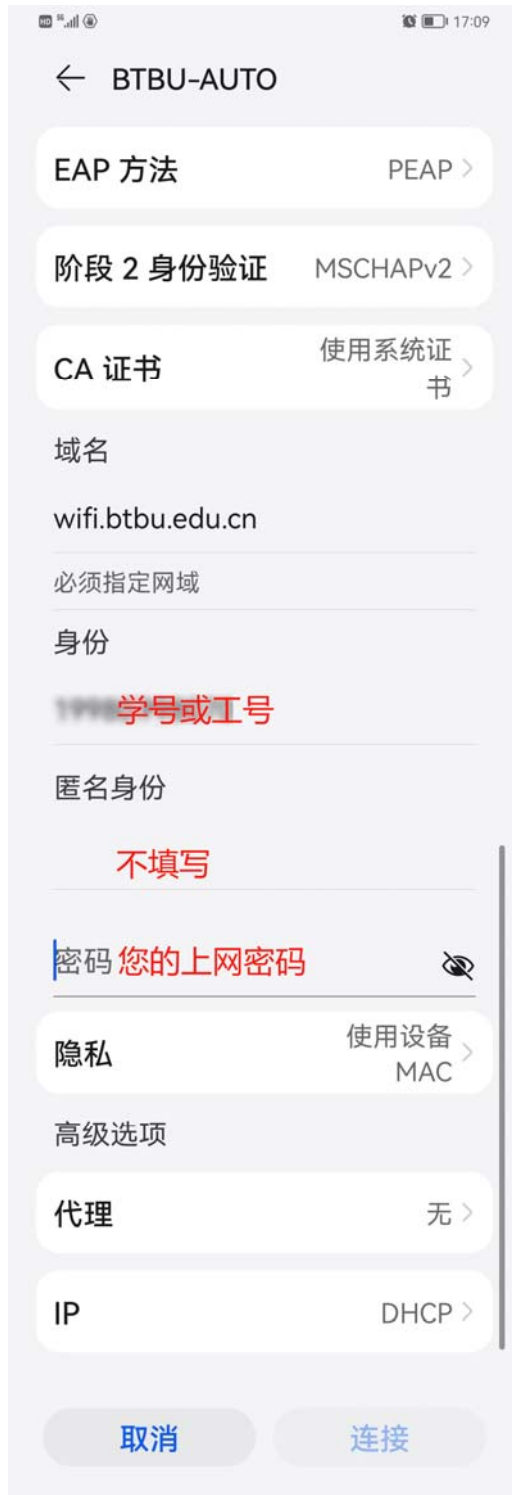 HD 5G 17:09
BTBU-AUTO
EAP 方法 PEAP
阶段 2 身份验证 MSCHAPv2
CA 证书 使用系统证
书
域名
wifi.btbu.edu.cn
必须指定网域
身份
学号或工号
匿名身份
不填写
密码 您的上网密码
隐私 使用设备
MAC
高级选项
代理 无
IP DHCP
取消 连接